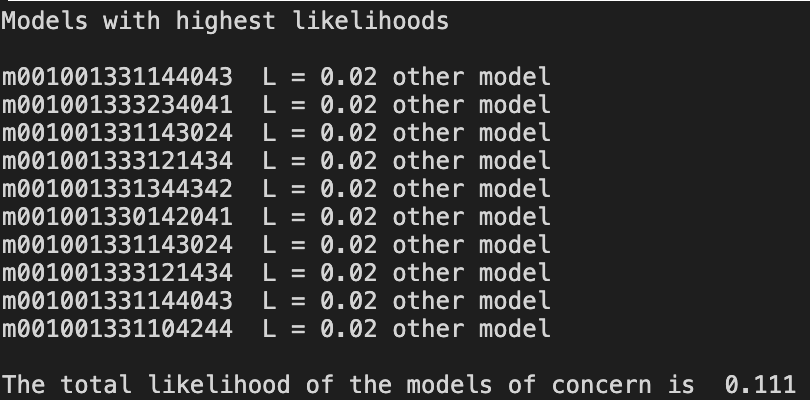 Models with highest likelihoods
m001001331144043 L = 0.02 other model
m001001333234041 L = 0.02 other model
m001001331143024 L = 0.02 other model
m001001333121434 L = 0.02 other model
m001001331344342 L = 0.02 other model
m001001330142041 L = 0.02 other model
m001001331143024 L = 0.02 other model
m001001333121434 L = 0.02 other model
m001001331144043 L = 0.02 other model
m001001331104244 L = 0.02 other model
The total likelihood of the models of concern is 0.111